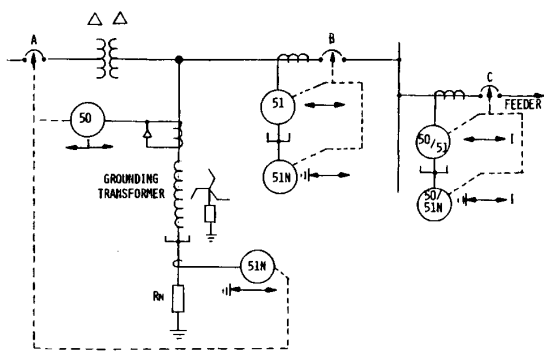 A
B
C
51
50
FEEDER
50/
51
GROUNDING
TRANSFORMER
51N
50/
51N
51N
RN